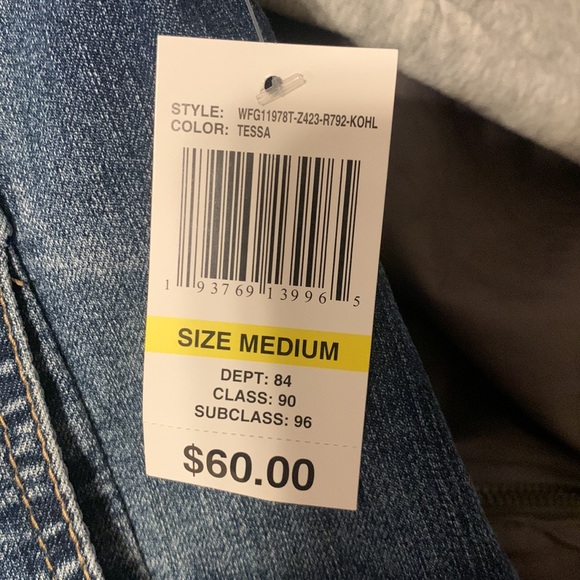 STYLE: WFG11978T-Z423-R792-KOHL
COLOR: TESSA
1 93769 13996 5
SIZE MEDIUM
DEPT: 84
CLASS: 90
SUBCLASS: 96
$60.00